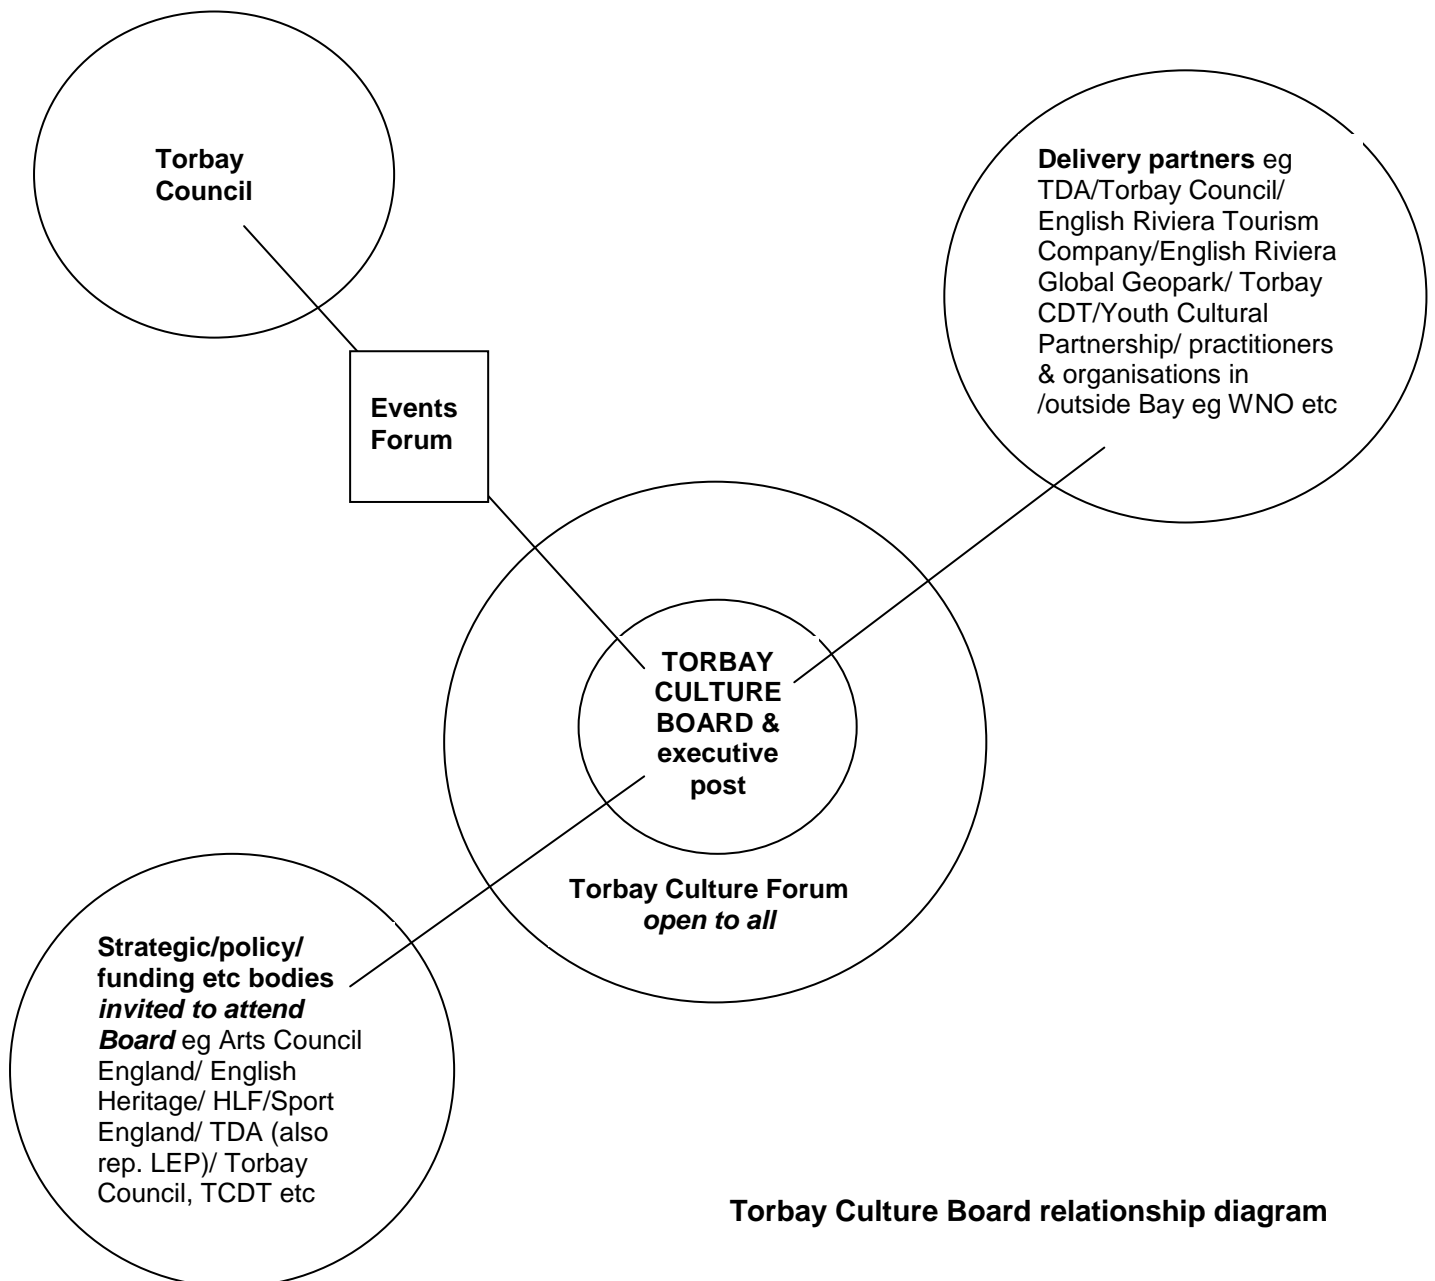 Torbay
Council
Delivery partners eg
TDA/Torbay Council/
English Riviera Tourism
Company/English Riviera
Global Geopark/ Torbay
CDT/Youth Cultural
Partnership/ practitioners
& organisations in
/outside Bay eg WNO etc
Events
Forum
TORBAY
CULTURE
BOARD &
executive
post
Torbay Culture Forum
open to all
Strategic/policy/
funding etc bodies
invited to attend
Board eg Arts Council
England/ English
Heritage/ HLF/Sport
England/ TDA (also
rep. LEP)/ Torbay
Council, TCDT etc
Torbay Culture Board relationship diagram